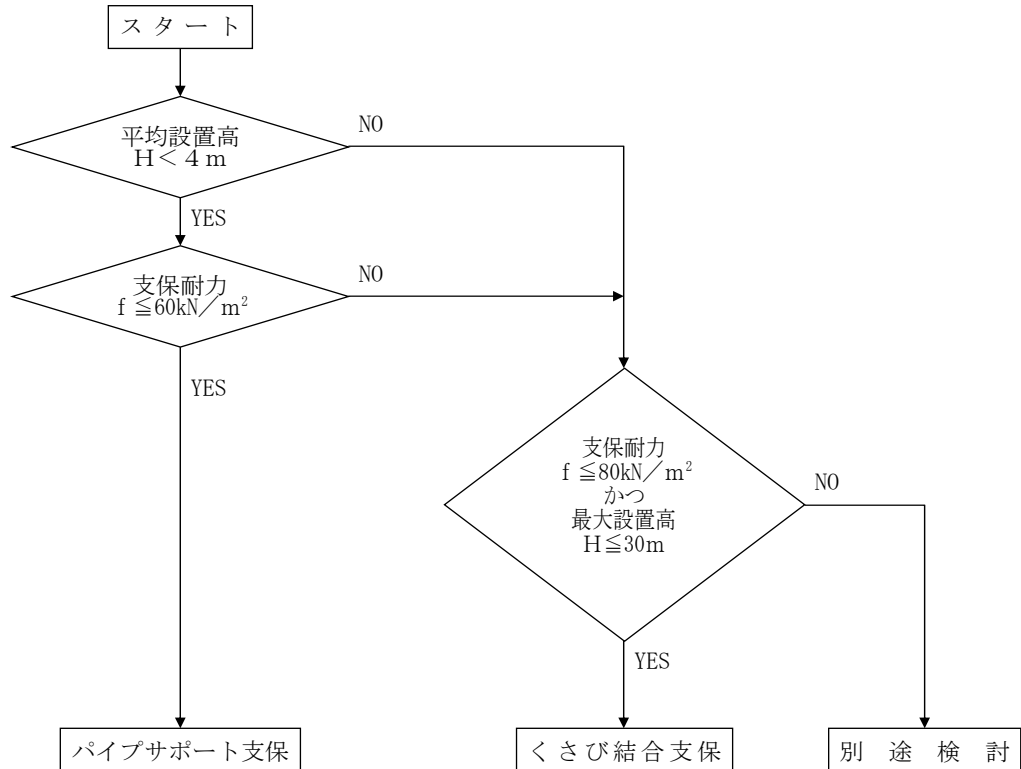 スタート
平均設置高
H＜4m
NO
YES
支保耐力
f≦60kN／m²
NO
YES
支保耐力
f≦80kN／m²
かつ
最大設置高
H≦30m
NO
YES
パイプサポート支保
くさび結合支保
別途検討